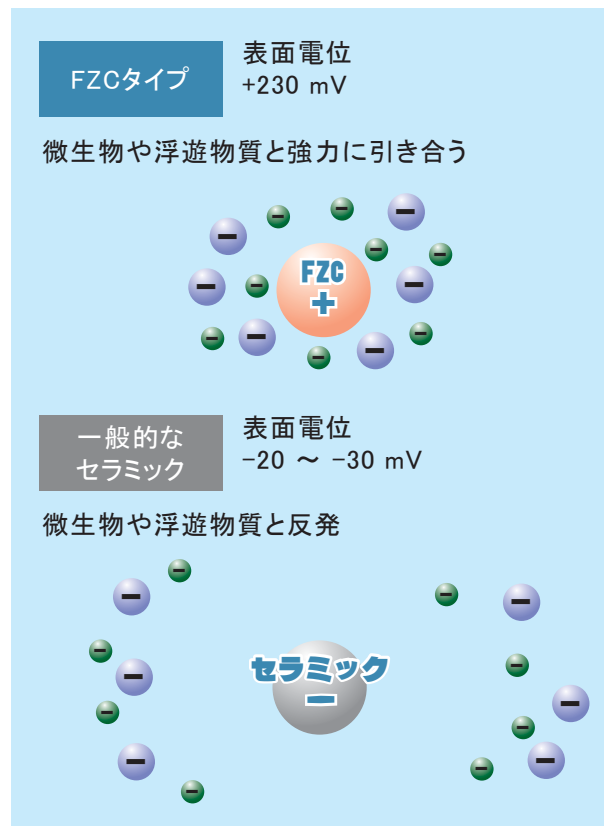 FZCタイプ
表面電位
+230 mV
微生物や浮遊物質と強力に引き合う
− − − − − − − − − − − − − −
FZC
+
一般的な
セラミック
表面電位
−20 ～ −30 mV
微生物や浮遊物質と反発
− − − − − − − − − − − − − −
セラミック
−